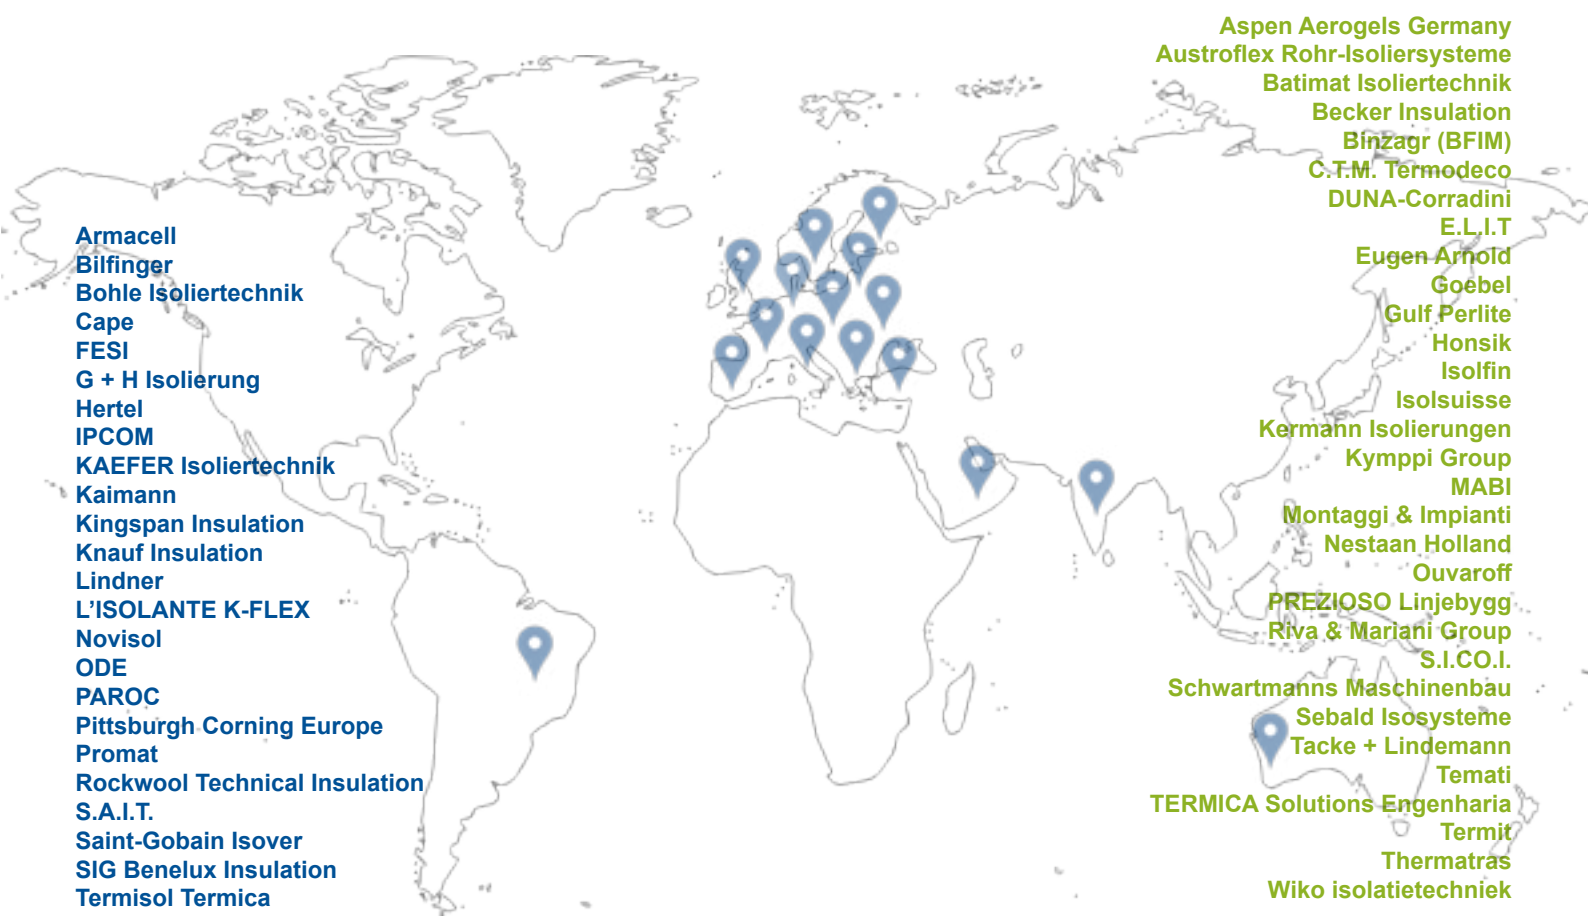 Armacell
Bilfinger
Bohle Isoliertechnik
Cape
FESI
G + H Isolierung
Hertel
IPCOM
KAEFER Isoliertechnik
Kaimann
Kingspan Insulation
Knauf Insulation
Lindner
L’ISOLANTE K-FLEX
Novisol
ODE
PAROC
Pittsburgh Corning Europe
Promat
Rockwool Technical Insulation
S.A.I.T.
Saint-Gobain Isover
SIG Benelux Insulation
Termisol Termica
Aspen Aerogels Germany
Austroflex Rohr-Isoliersysteme
Batimat Isoliertechnik
Becker Insulation
Binzagr (BFIM)
C.T.M. Termodeco
DUNA-Corradini
E.L.I.T
Eugen Arnold
Goebel
Gulf Perlite
Honsik
Isolfin
Isolsuisse
Kermann Isolierungen
Kymppi Group
MABI
Montaggi & Impianti
Nestaan Holland
Ouvaroff
PREZIOSO Linjebygg
Riva & Mariani Group
S.I.CO.I.
Schwartmanns Maschinenbau
Sebald Isosysteme
Tacke + Lindemann
Temati
TERMICA Solutions Engenharia
Termit
Thermatras
Wiko isolatietechniek